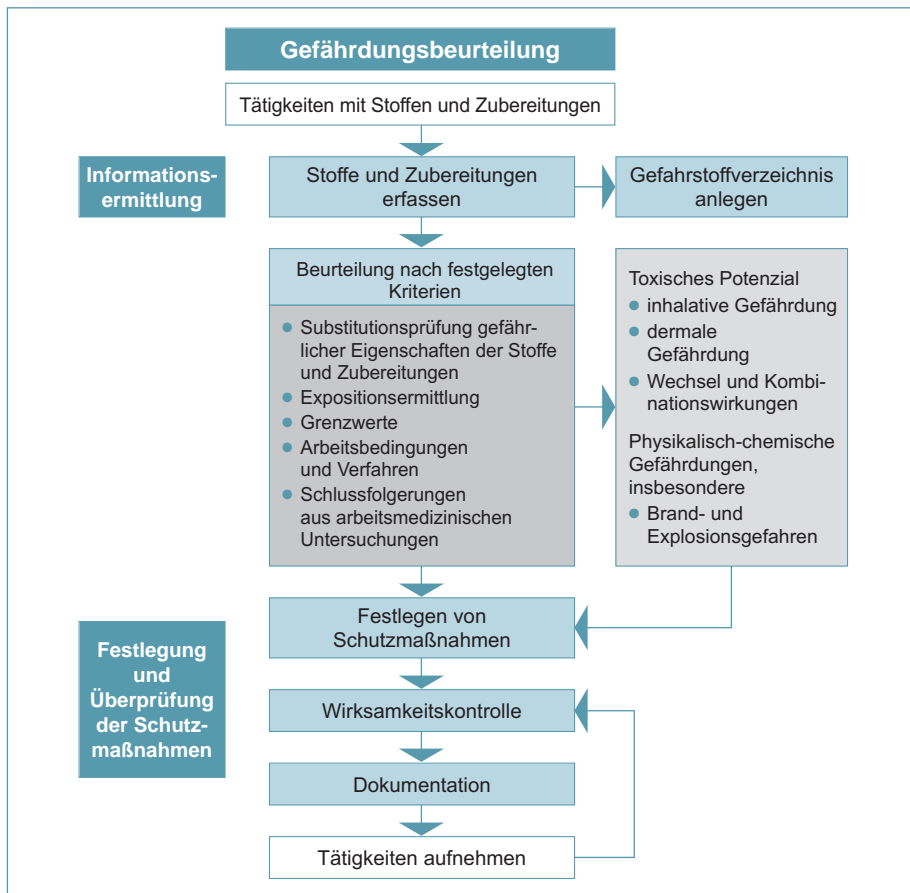 Gefährdungsbeurteilung
Tätigkeiten mit Stoffen und Zubereitungen
Informations-
ermittlung
Stoffe und Zubereitungen
erfassen
Gefahrstoffverzeichnis
anlegen
Beurteilung nach festgelegten
Kriterien
Substitutionsprüfung gefähr-
licher Eigenschaften der Stoffe
und Zubereitungen
Expositionsermittlung
Grenzwerte
Arbeitsbedingungen
und Verfahren
Schlussfolgerungen
aus arbeitsmedizinischen
Untersuchungen
Toxisches Potenzial
inhalative Gefährdung
dermale
Gefährdung
Wechsel und Kombi-
nationswirkungen
Physikalisch-chemische
Gefährdungen,
insbesondere
Brand- und
Explosionsgefahren
Festlegung
und
Überprüfung
der Schutz-
maßnahmen
Festlegen von
Schutzmaßnahmen
Wirksamkeitskontrolle
Dokumentation
Tätigkeiten aufnehmen